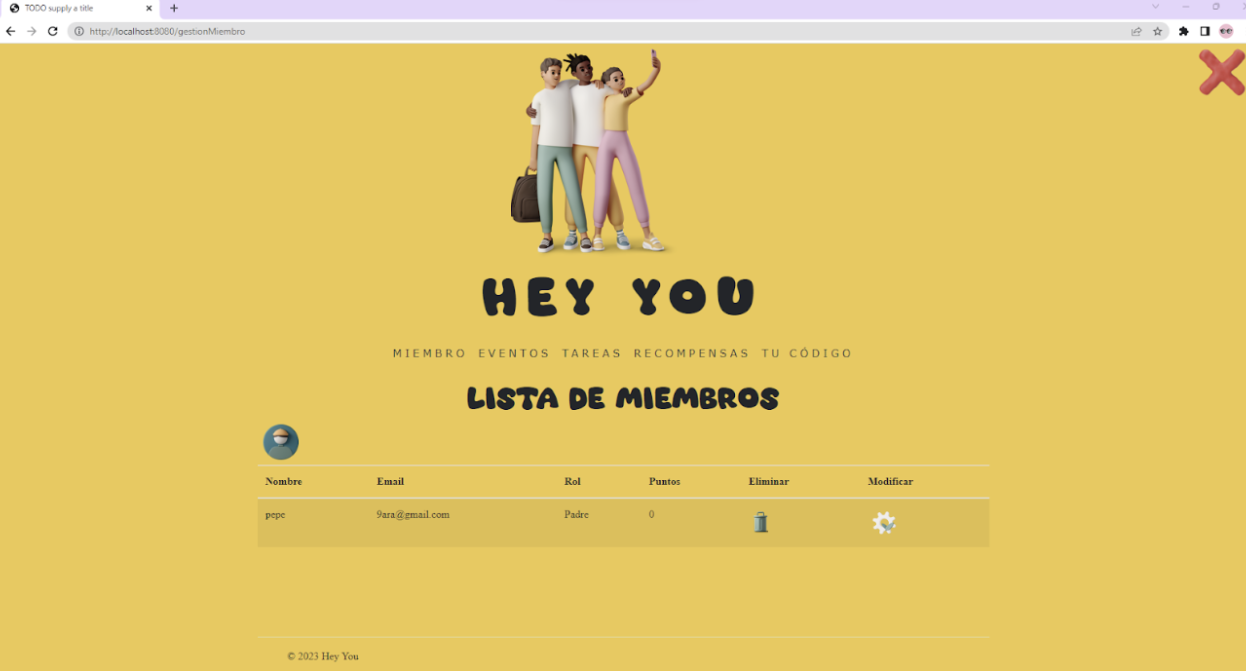 TODO supply a title
http://localhost:8080/gestionMiembro
HEY YOU
MIEMBRO EVENTOS TAREAS RECOMPENSAS TU CÓDIGO
LISTA DE MIEMBROS
Nombre Email Rol Puntos Eliminar Modificar
pepe 9ara@gmail.com Padre 0
© 2023 Hey You